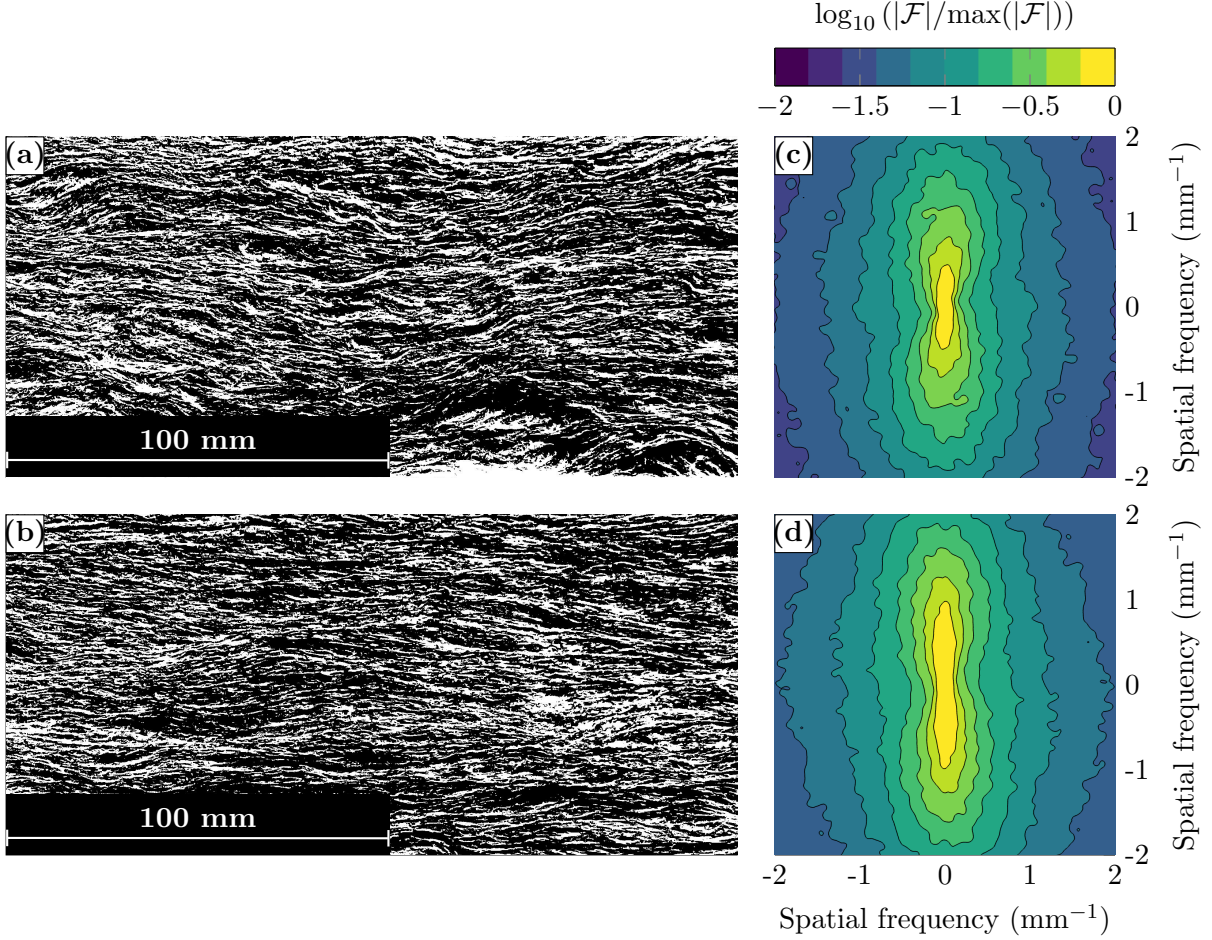 log₁₀ (|ℱ|/max(|ℱ|))
−2 −1.5 −1 −0.5 0
(a)
100 mm
(c)
2
1
0
-1
-2
Spatial frequency (mm⁻¹)
(b)
100 mm
(d)
2
1
0
-1
-2
Spatial frequency (mm⁻¹)
-2 -1 0 1 2
Spatial frequency (mm⁻¹)